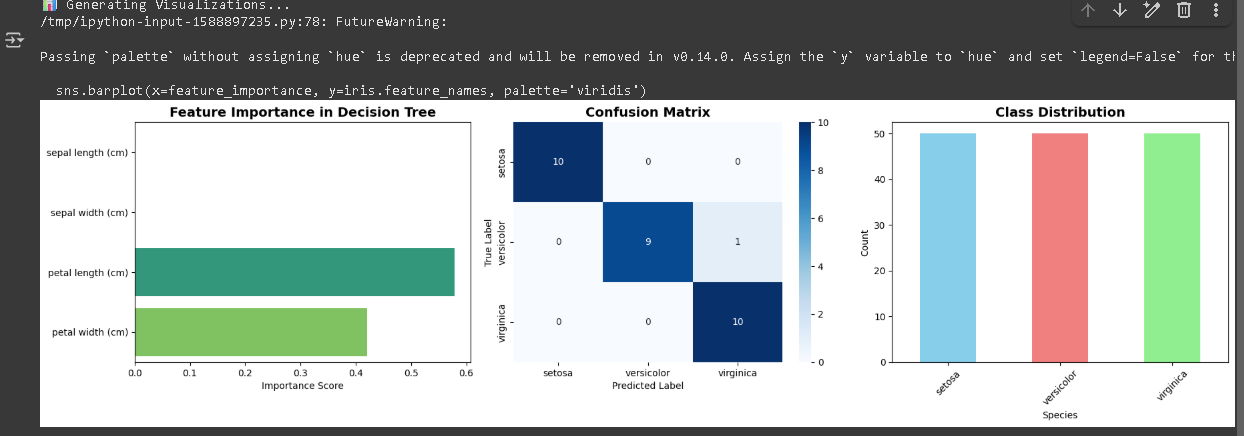 📊 Generating Visualizations...
/tmp/ipython-input-1588897235.py:78: FutureWarning:
Passing `palette` without assigning `hue` is deprecated and will be removed in v0.14.0. Assign the `y` variable to `hue` and set `legend=False` for
sns.barplot(x=feature_importance, y=iris.feature_names, palette='viridis')
Feature Importance in Decision Tree
sepal length (cm)
sepal width (cm)
petal length (cm)
petal width (cm)
0.0 0.1 0.2 0.3 0.4 0.5 0.6
Importance Score
Confusion Matrix
True Label
setosa
versicolor
virginica
10 0 0
0 9 1
0 0 10
setosa versicolor virginica
Predicted Label
10
8
6
4
2
0
Class Distribution
Count
50
40
30
20
10
0
setosa versicolor virginica
Species